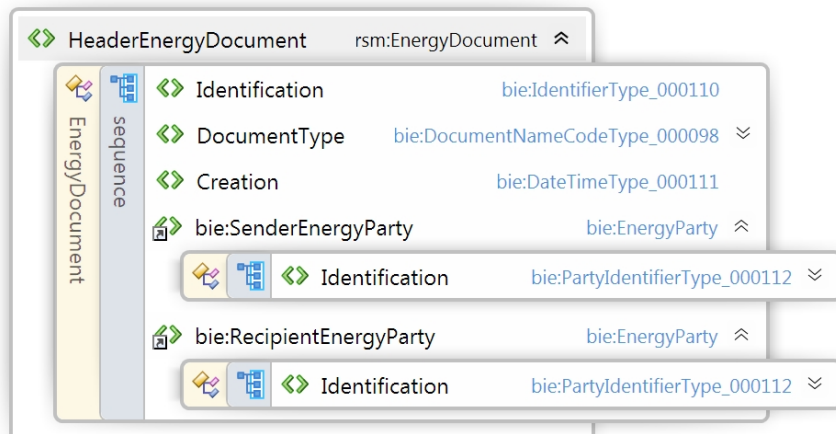 HeaderEnergyDocument rsm:EnergyDocument
EnergyDocument
sequence
Identification bie:IdentifierType_000110
DocumentType bie:DocumentNameCodeType_000098
Creation bie:DateTimeType_000111
bie:SenderEnergyParty bie:EnergyParty
Identification bie:PartyIdentifierType_000112
bie:RecipientEnergyParty bie:EnergyParty
Identification bie:PartyIdentifierType_000112